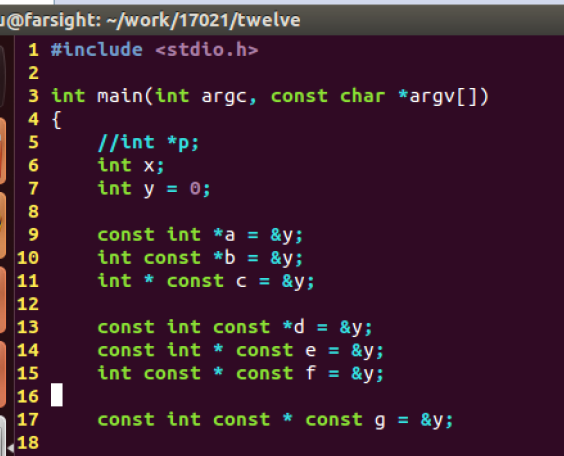 u@farsight: ~/work/17021/twelve
1 #include <stdio.h>
2
3 int main(int argc, const char *argv[])
4 {
5     //int *p;
6     int x;
7     int y = 0;
8
9     const int *a = &y;
10     int const *b = &y;
11     int * const c = &y;
12
13     const int const *d = &y;
14     const int * const e = &y;
15     int const * const f = &y;
16
17     const int const * const g = &y;
18